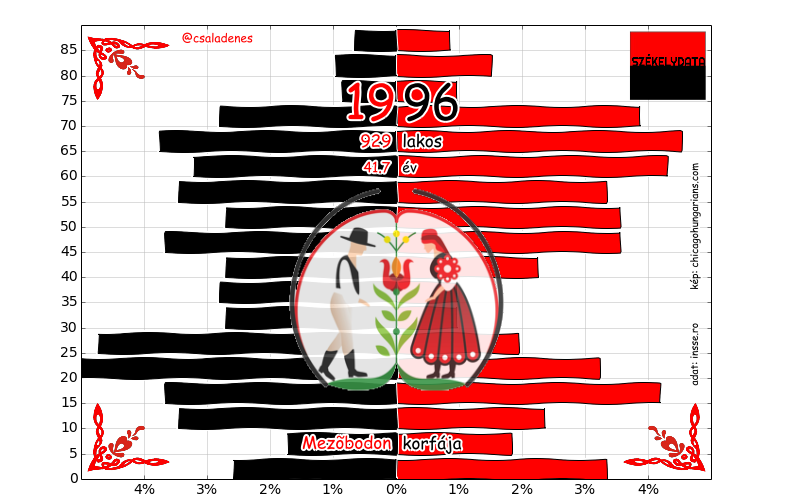 @csaladenes
SZÉKELYDATA
1996
929 lakos
41.7 év
kép: chicagohungarians.com
adat: insse.ro
Mezőbodon korfája
85
80
75
70
65
60
55
50
45
40
35
30
25
20
15
10
5
0
4% 3% 2% 1% 0% 1% 2% 3% 4%